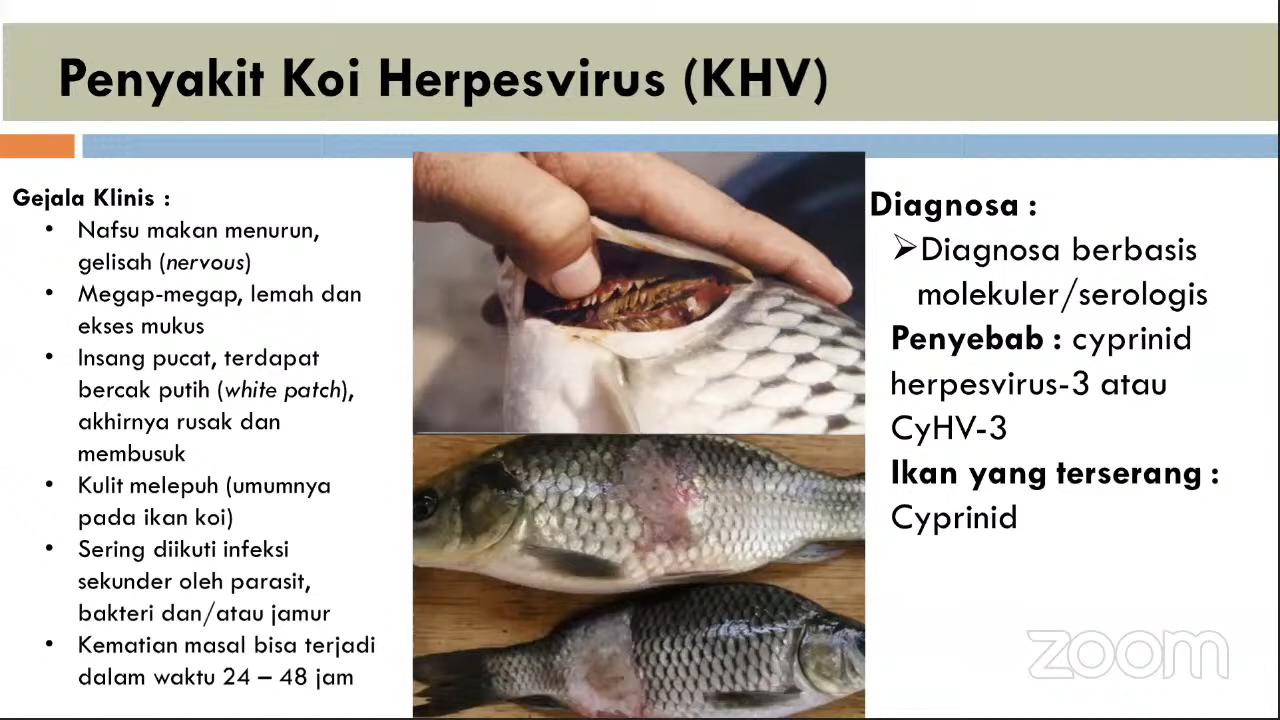 Penyakit Koi Herpesvirus (KHV)
Gejala Klinis :
• Nafsu makan menurun,
gelisah (nervous)
• Megap-megap, lemah dan
ekses mukus
• Insang pucat, terdapat
bercak putih (white patch),
akhirnya rusak dan
membusuk
• Kulit melepuh (umumnya
pada ikan koi)
• Sering diikuti infeksi
sekunder oleh parasit,
bakteri dan/atau jamur
• Kematian masal bisa terjadi
dalam waktu 24 – 48 jam
Diagnosa :
➢Diagnosa berbasis
molekuler/serologis
Penyebab : cyprinid
herpesvirus-3 atau
CyHV-3
Ikan yang terserang :
Cyprinid
zoom